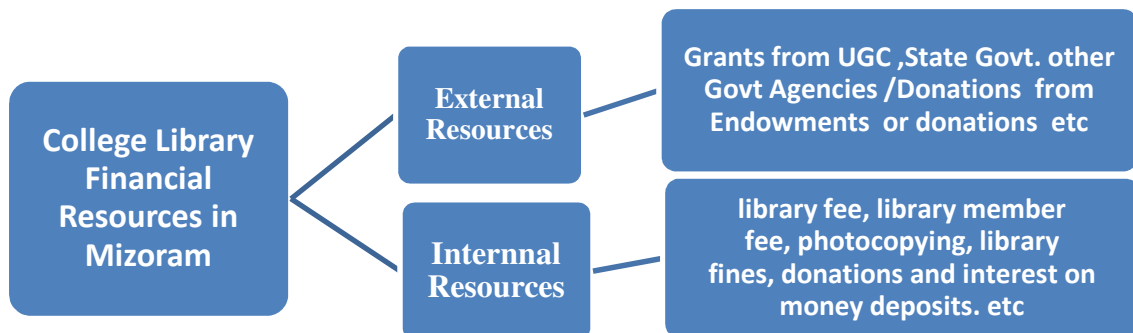 College Library
Financial
Resources in
Mizoram
External
Resources
Grants from UGC ,State Govt. other
Govt Agencies /Donations from
Endowments or donations etc
Internnal
Resources
library fee, library member
fee, photocopying, library
fines, donations and interest on
money deposits. etc